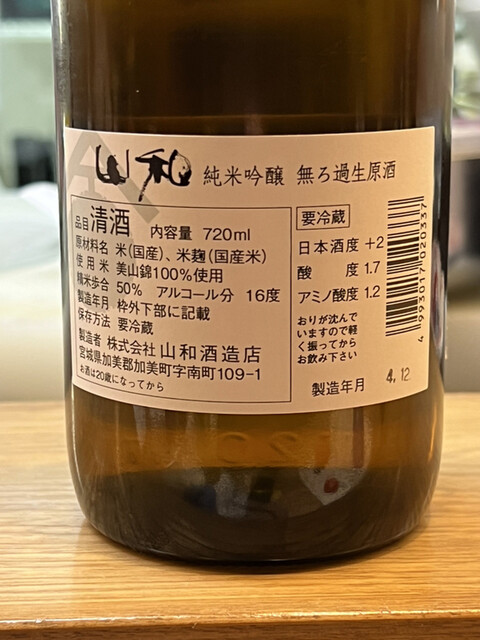 山和 純米吟醸 無ろ過生原酒
品目 清酒 内容量 720ml
原材料名 米(国産)、米麹(国産米)
使用米 美山錦100%使用
精米歩合 50% アルコール分 16度
製造年月 枠外下部に記載
保存方法 要冷蔵
製造者 株式会社山和酒造店
宮城県加美郡加美町字南町109-1
お酒は20歳になってから
要冷蔵
日本酒度 +2
酸度 1.7
アミノ酸度 1.2
おりが沈んで
いますので軽
く振ってから
お飲み下さい
製造年月 4.12
4993017020337